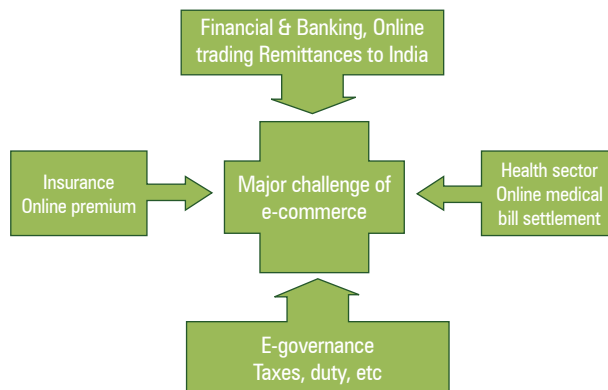 Financial & Banking, Online
trading Remittances to India
Insurance
Online premium
Major challenge of
e-commerce
Health sector
Online medical
bill settlement
E-governance
Taxes, duty, etc